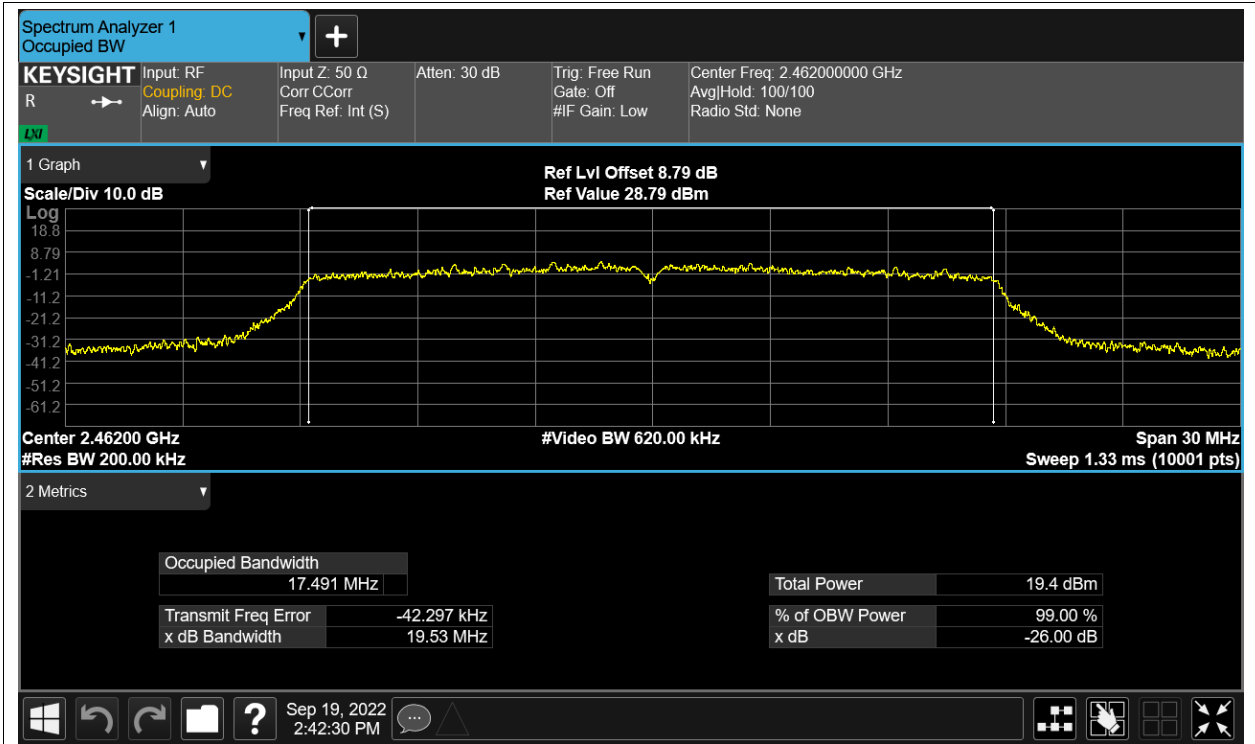 Spectrum Analyzer 1
Occupied BW
KEYSIGHT
R
LXI
Input: RF
Coupling: DC
Align: Auto
Input Z: 50 Ω
Corr CCorr
Freq Ref: Int (S)
Atten: 30 dB
Trig: Free Run
Gate: Off
#IF Gain: Low
Center Freq: 2.462000000 GHz
Avg|Hold: 100/100
Radio Std: None
1 Graph
Scale/Div 10.0 dB
Ref Lvl Offset 8.79 dB
Ref Value 28.79 dBm
Log
18.8
8.79
-1.21
-11.2
-21.2
-31.2
-41.2
-51.2
-61.2
Center 2.46200 GHz
#Video BW 620.00 kHz
Span 30 MHz
#Res BW 200.00 kHz
Sweep 1.33 ms (10001 pts)
2 Metrics
Occupied Bandwidth
17.491 MHz
Total Power 19.4 dBm
Transmit Freq Error -42.297 kHz
% of OBW Power 99.00 %
x dB Bandwidth 19.53 MHz
x dB -26.00 dB
?
Sep 19, 2022
2:42:30 PM